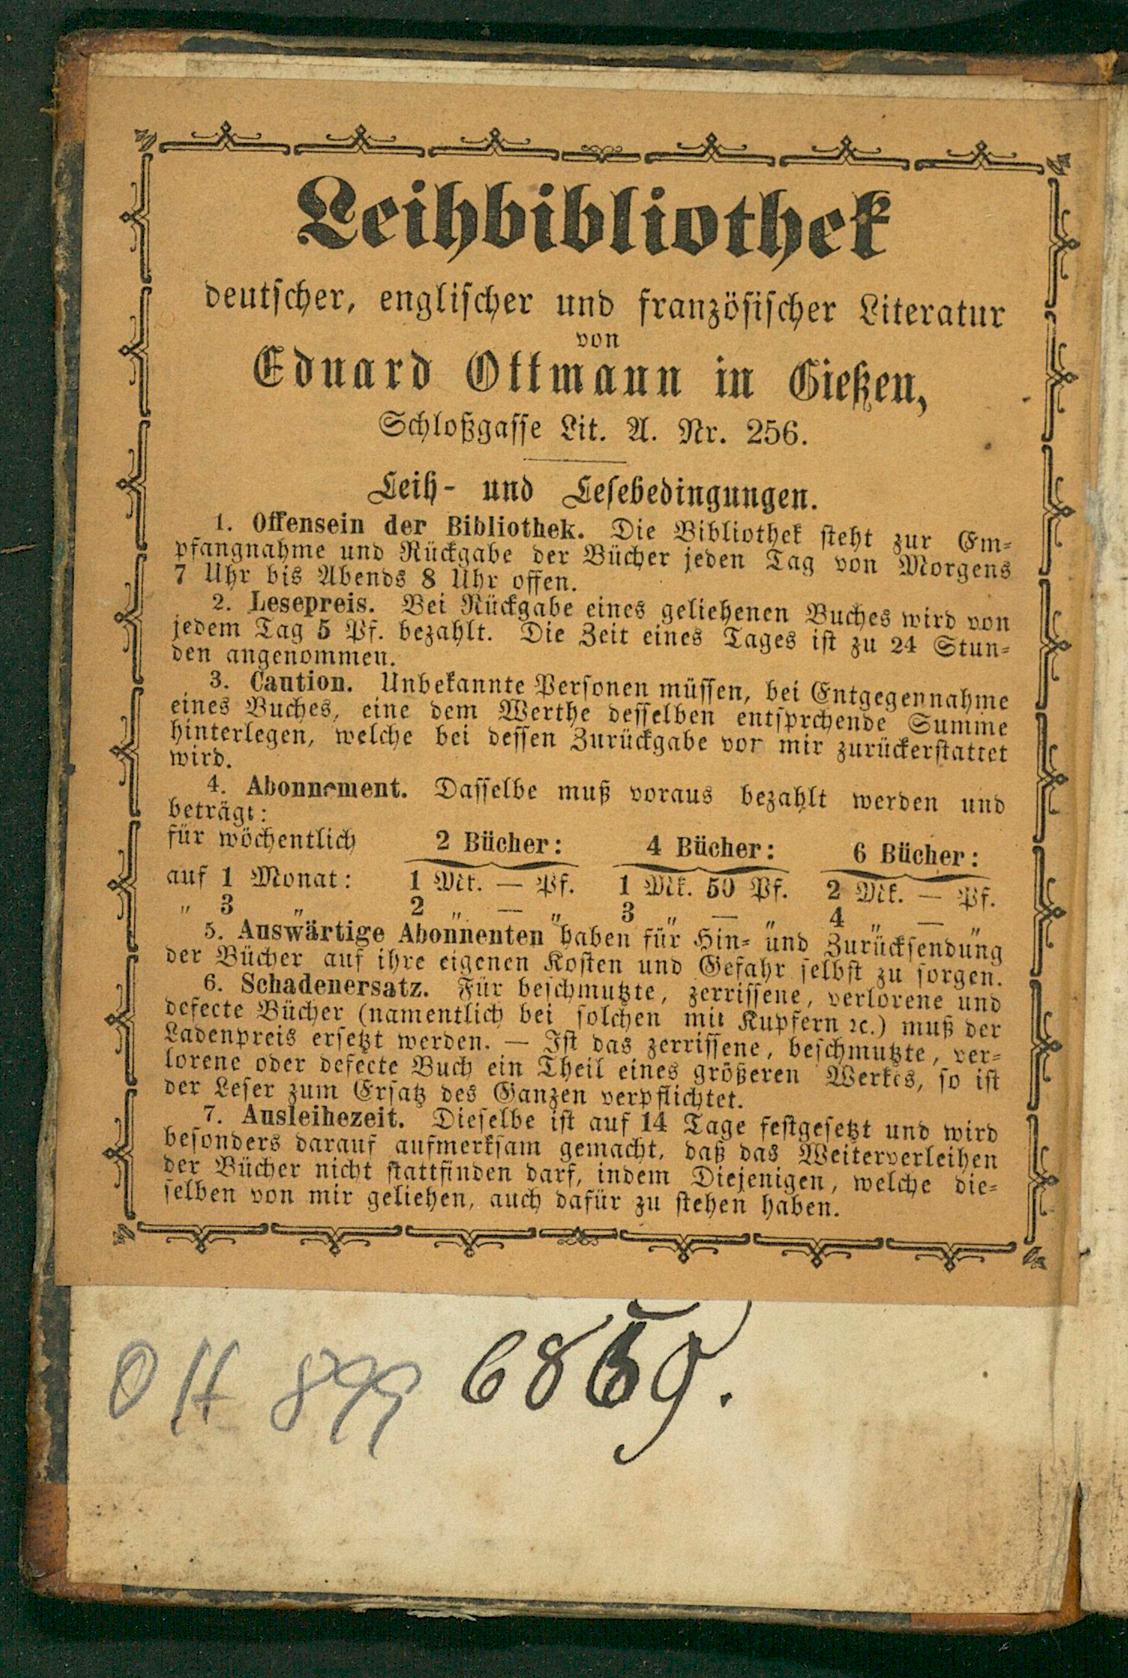 Leihbibliothek
deutscher, englischer und französischer Literatur
von
Eduard Ottmann in Gießen,
Schloßgasse Lit. A. Nr. 256.
Leih- und Lesebedingungen.
1. Offensein der Bibliothek. Die Bibliothek steht zur Em-
pfangnahme und Rückgabe der Bücher jeden Tag von Morgens
7 Uhr bis Abends 8 Uhr offen.
2. Lesepreis. Bei Rückgabe eines geliehenen Buches wird von
jedem Tag 5 Pf. bezahlt. Die Zeit eines Tages ist zu 24 Stun-
den angenommen.
3. Caution. Unbekannte Personen müssen, bei Entgegennahme
eines Buches, eine dem Werthe desselben entsprchende Summe
hinterlegen, welche bei dessen Zurückgabe vor mir zurückerstattet
wird.
4. Abonnement. Dasselbe muß voraus bezahlt werden und
beträgt:
für wöchentlich 2 Bücher: 4 Bücher: 6 Bücher:
auf 1 Monat: 1 Mk. — Pf. 1 Mk. 50 Pf. 2 Mk. — Pf.
„ 3 „ 2 „ — „ 3 „ — „ 4 „ — „
5. Auswärtige Abonnenten haben für Hin- und Zurücksendung
der Bücher auf ihre eigenen Kosten und Gefahr selbst zu sorgen.
6. Schadenersatz. Für beschmutzte, zerrissene, verlorene und
defecte Bücher (namentlich bei solchen mit Kupfern ꝛc.) muß der
Ladenpreis ersetzt werden. — Ist das zerrissene, beschmutzte, ver-
lorene oder defecte Buch ein Theil eines größeren Werkes, so ist
der Leser zum Ersatz des Ganzen verpflichtet.
7. Ausleihezeit. Dieselbe ist auf 14 Tage festgesetzt und wird
besonders darauf aufmerksam gemacht, daß das Weiterverleihen
der Bücher nicht stattfinden darf, indem Diejenigen, welche die-
selben von mir geliehen, auch dafür zu stehen haben.
6859.